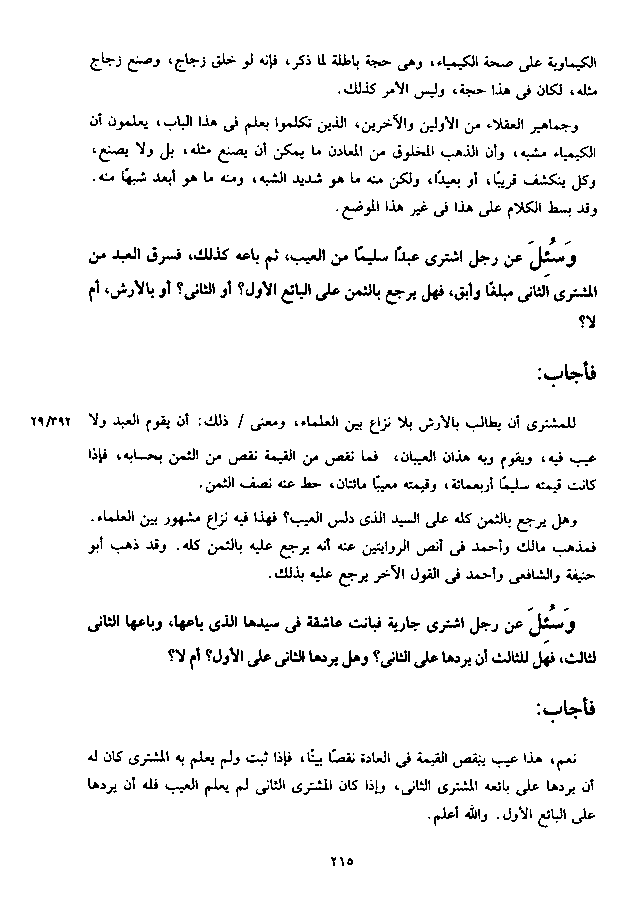 الكيماوية على صحة الكيمياء، وهى حجة باطلة لما ذكر، فإنه لو خلق زجاج، وصنع زجاج
مثله، لكان فى هذا حجة، وليس الأمر كذلك.
وجماهير العقلاء من الأولين والآخرين، الذين تكلموا بعلم فى هذا الباب، يعلمون أن
الكيمياء مشبه، وأن الذهب المخلوق من المعادن ما يمكن أن يصنع مثله، بل ولا يصنع،
وكل ينكشف قريبًا، أو بعيدًا، ولكن منه ما هو شديد الشبه، ومنه ما هو أبعد شبهًا منه.
وقد بسط الكلام على هذا فى غير هذا الموضع.
وَسُئِلَ عن رجل اشترى عبدًا سليمًا من العيب، ثم باعه كذلك، فسرق العبد من
المشترى الثانى مبلغًا وأبق، فهل يرجع بالثمن على البائع الأول؟ أو الثانى؟ أو بالأرش، أم
لا؟
فأجاب:
للمشترى أن يطالب بالأرش بلا نزاع بين العلماء، ومعنى / ذلك: أن يقوم العبد ولا ٢٩/٣٩٢
عيب فيه، ويقوم وبه هذان العيبان، فما نقص من القيمة نقص من الثمن بحسابه، فإذا
كانت قيمته سليمًا أربعمائة، وقيمته معيبًا مائتان، حط عنه نصف الثمن.
وهل يرجع بالثمن كله على السيد الذى دلس العيب؟ فهذا فيه نزاع مشهور بين العلماء.
فمذهب مالك وأحمد فى أنص الروايتين عنه أنه يرجع عليه بالثمن كله. وقد ذهب أبو
حنيفة والشافعى وأحمد فى القول الآخر يرجع عليه بذلك.
وَسُئِلَ عن رجل اشترى جارية فبانت عاشقة فى سيدها الذى باعها، وباعها الثانى
لثالث، فهل للثالث أن يردها على الثانى؟ وهل يردها الثانى على الأول؟ أم لا؟
فأجاب:
نعم، هذا عيب ينقص القيمة فى العادة نقصًا بينًا، فإذا ثبت ولم يعلم به المشترى كان له
أن يردها على بائعه المشترى الثانى، وإذا كان المشترى الثانى لم يعلم العيب فله أن يردها
على البائع الأول. والله أعلم.
٢١٥